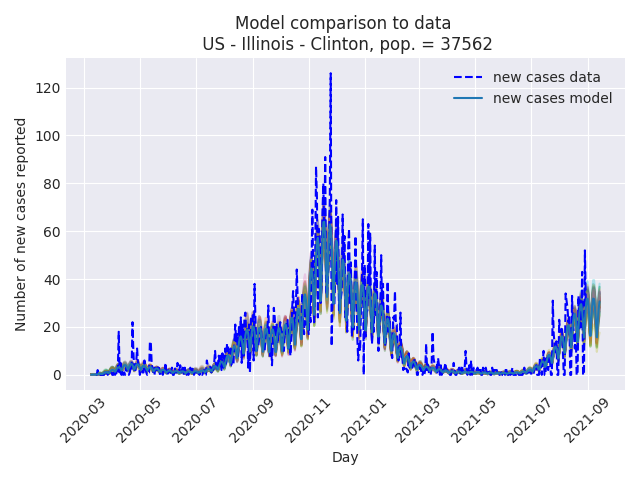 Model comparison to data
US - Illinois - Clinton, pop. = 37562
new cases data
new cases model
Number of new cases reported
120
100
80
60
40
20
0
2020-03
2020-05
2020-07
2020-09
2020-11
2021-01
2021-03
2021-05
2021-07
2021-09
Day